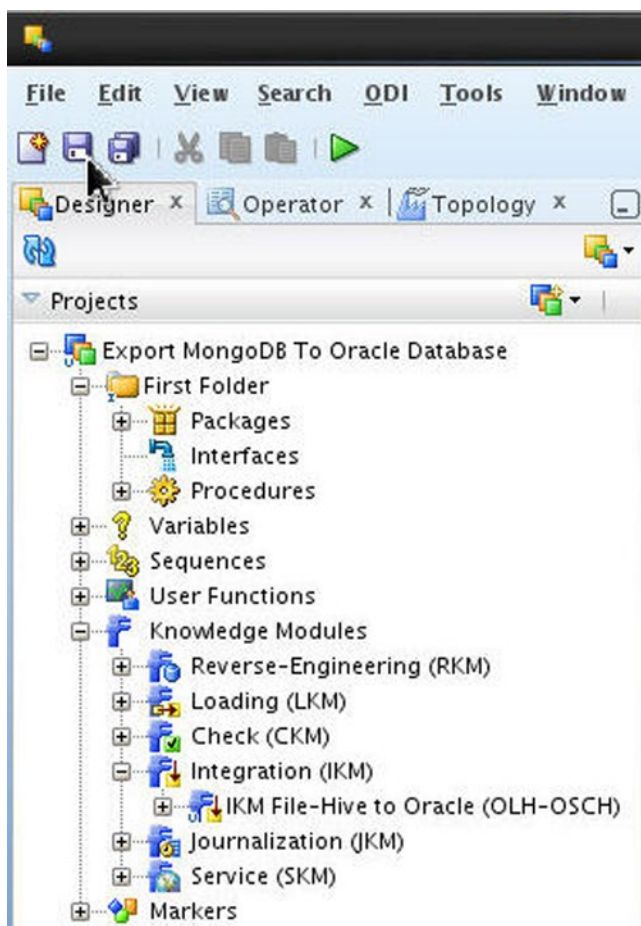 File Edit View Search ODI Tools Window
Designer x Operator x Topology x
Projects
Export MongoDB To Oracle Database
First Folder
Packages
Interfaces
Procedures
Variables
Sequences
User Functions
Knowledge Modules
Reverse-Engineering (RKM)
Loading (LKM)
Check (CKM)
Integration (IKM)
IKM File-Hive to Oracle (OLH-OSCH)
Journalization (JKM)
Service (SKM)
Markers